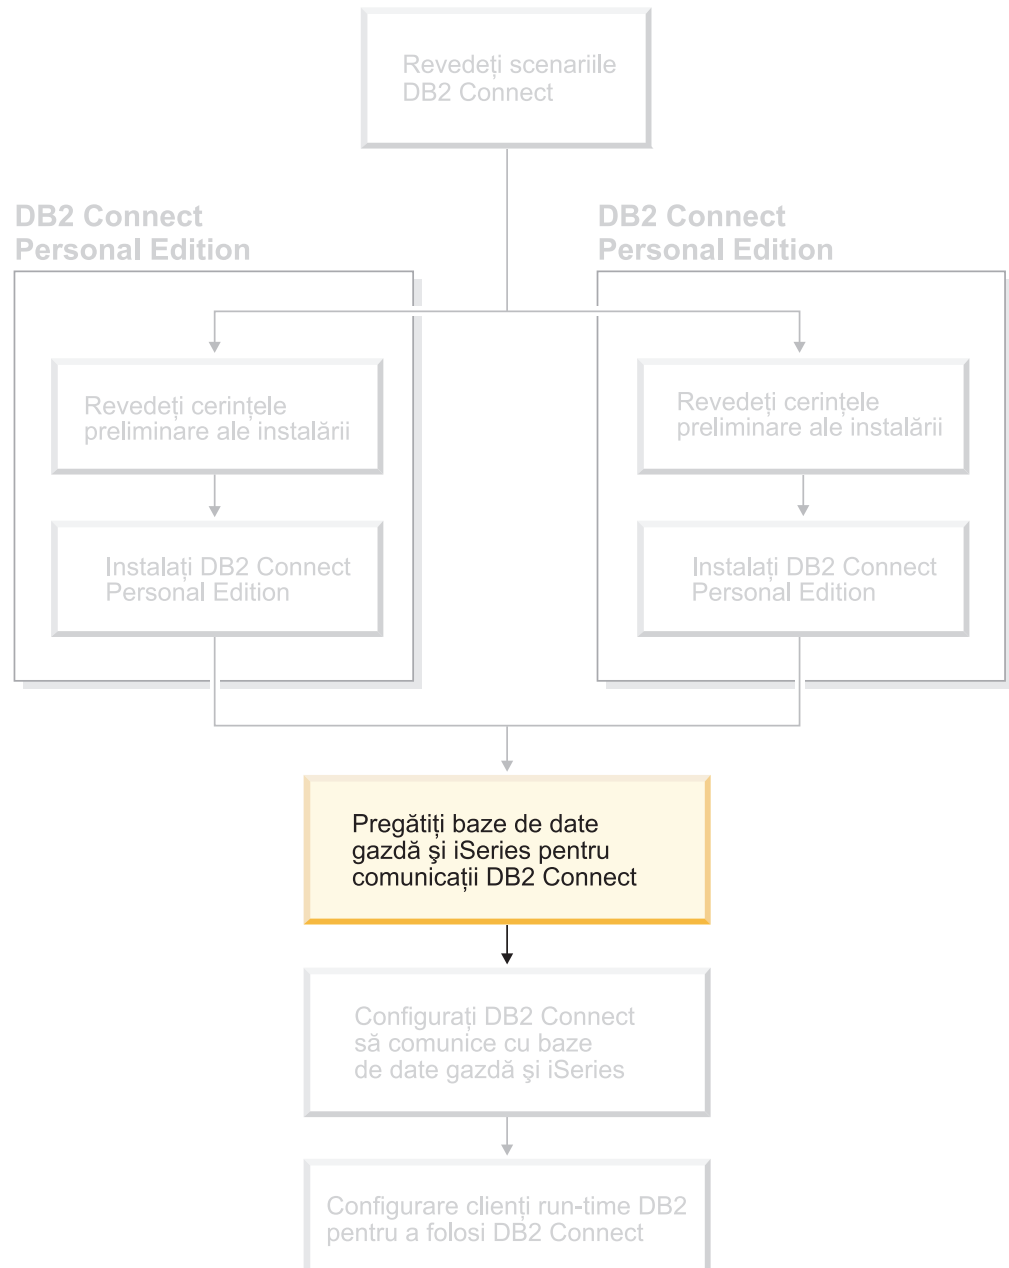 Revedeți scenariile
DB2 Connect
DB2 Connect
Personal Edition
Revedeți cerințele
preliminare ale instalării
Instalați DB2 Connect
Personal Edition
DB2 Connect
Personal Edition
Revedeți cerințele
preliminare ale instalării
Instalați DB2 Connect
Personal Edition
Pregătiți baze de date
gazdă și iSeries pentru
comunicații DB2 Connect
Configurați DB2 Connect
să comunice cu baze
de date gazdă și iSeries
Configurare clienți run-time DB2
pentru a folosi DB2 Connect